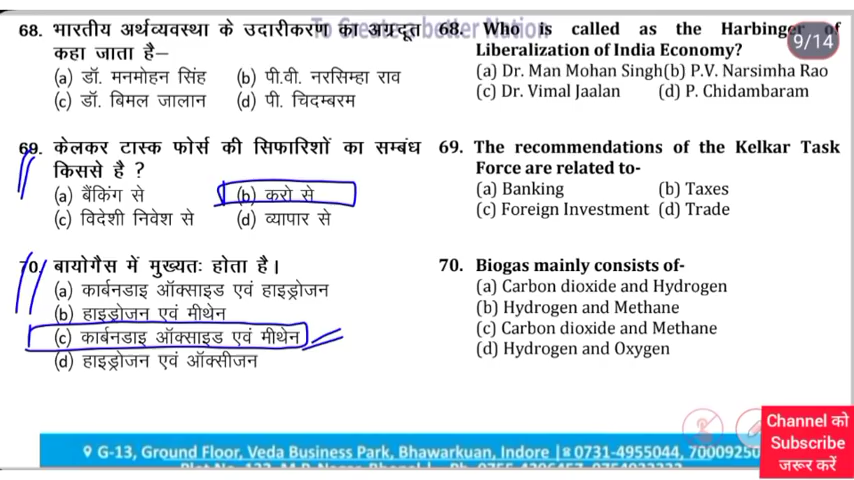 To Create a better Nation
9/14
68. भारतीय अर्थव्यवस्था के उदारीकरण का अग्रदूत
कहा जाता है–
(a) डॉ. मनमोहन सिंह (b) पी.वी. नरसिम्हा राव
(c) डॉ. बिमल जालान (d) पी. चिदम्बरम
69. केलकर टास्क फोर्स की सिफारिशों का सम्बंध
किससे है ?
(a) बैंकिंग से (b) करो से
(c) विदेशी निवेश से (d) व्यापार से
70. बायोगैस में मुख्यतः होता है।
(a) कार्बनडाइ ऑक्साइड एवं हाइड्रोजन
(b) हाइड्रोजन एवं मीथेन
(c) कार्बनडाइ ऑक्साइड एवं मीथेन
(d) हाइड्रोजन एवं ऑक्सीजन
68. Who is called as the Harbinger of
Liberalization of India Economy?
(a) Dr. Man Mohan Singh(b) P.V. Narsimha Rao
(c) Dr. Vimal Jaalan (d) P. Chidambaram
69. The recommendations of the Kelkar Task
Force are related to-
(a) Banking (b) Taxes
(c) Foreign Investment (d) Trade
70. Biogas mainly consists of-
(a) Carbon dioxide and Hydrogen
(b) Hydrogen and Methane
(c) Carbon dioxide and Methane
(d) Hydrogen and Oxygen
G-13, Ground Floor, Veda Business Park, Bhawarkuan, Indore | 0731-4955044, 70009250
Channel को
Subscribe
जरूर करें